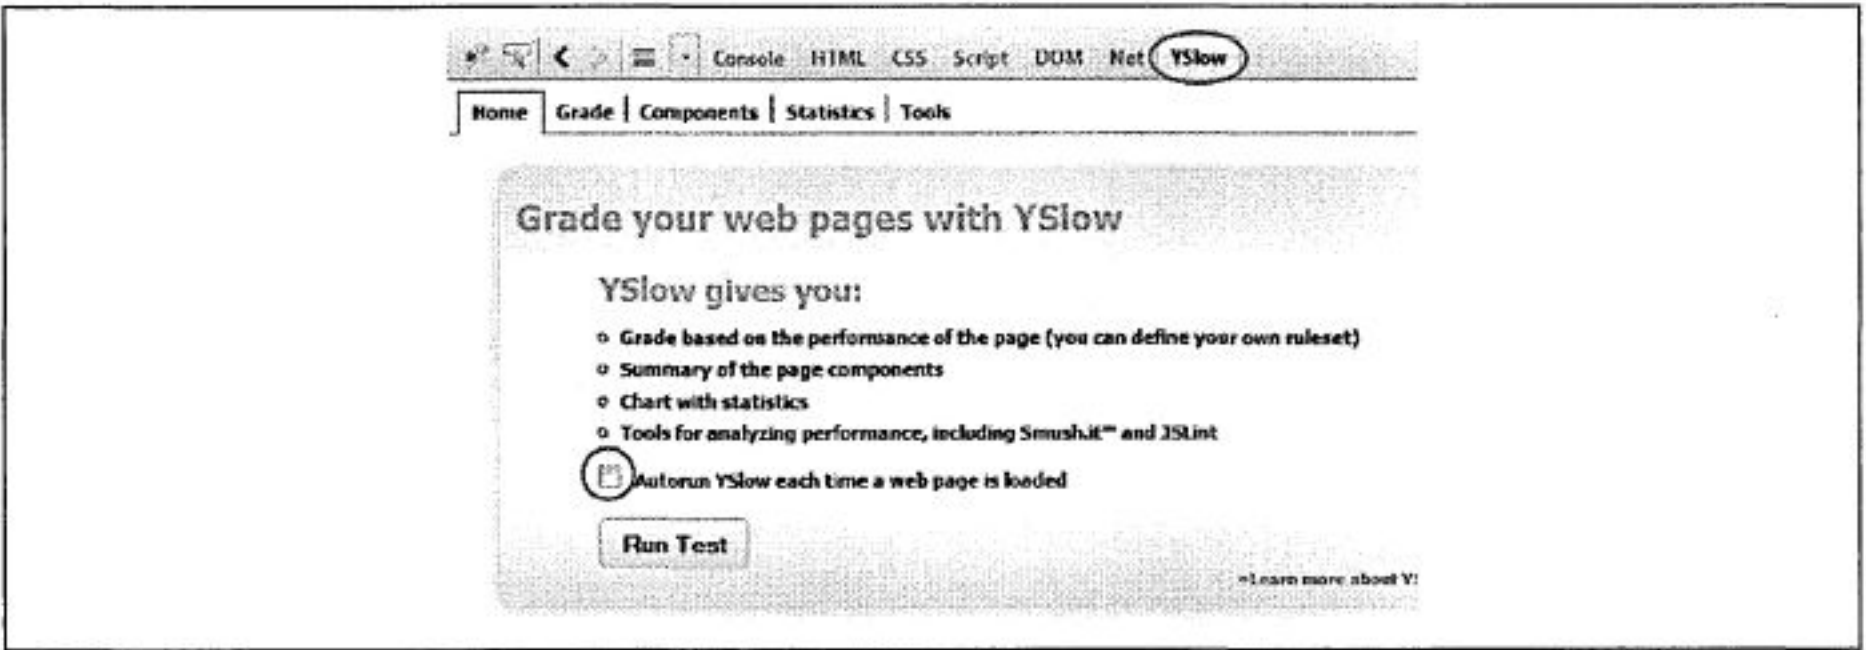 Console HTML CSS Script DOM Net YSlow
Home Grade Components Statistics Tools
Grade your web pages with YSlow
YSlow gives you:
Grade based on the performance of the page (you can define your own ruleset)
Summary of the page components
Chart with statistics
Tools for analyzing performance, including Smush.it™ and JSLint
Autorun YSlow each time a web page is loaded
Run Test
»Learn more about YS